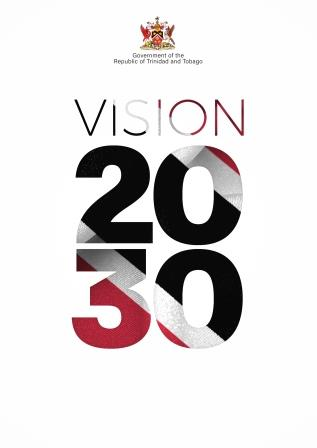 Government of the
Republic of Trinidad and Tobago
VISION
20
30